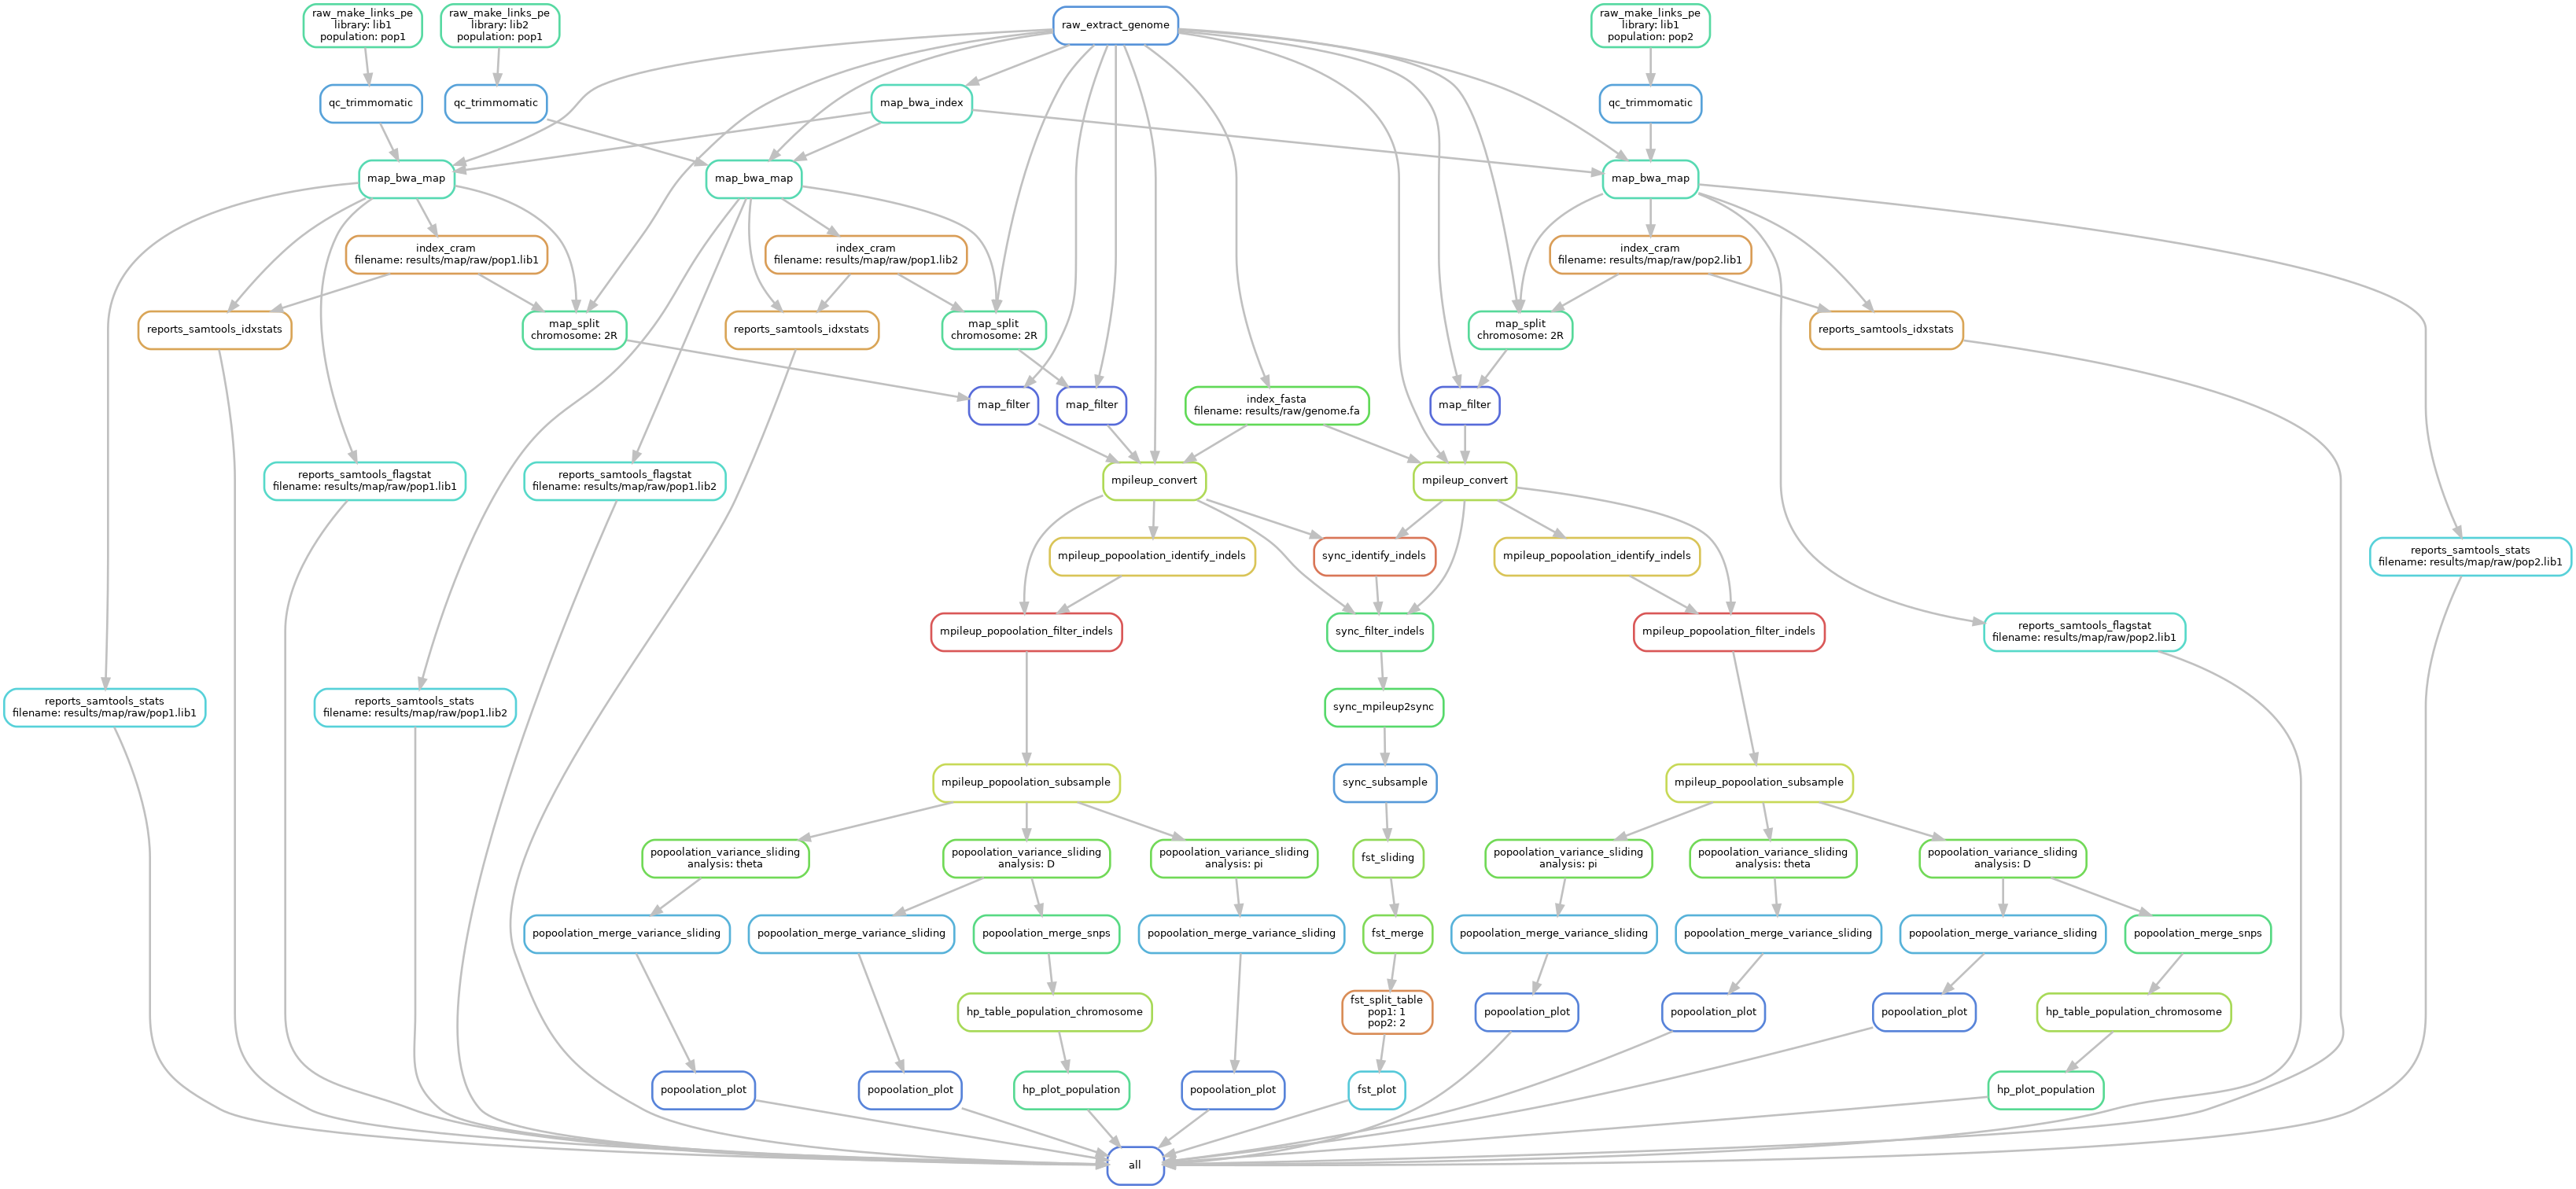 raw_make_links_pe
library: lib1
population: pop1
raw_make_links_pe
library: lib2
population: pop1
raw_extract_genome
raw_make_links_pe
library: lib1
population: pop2
qc_trimmomatic
qc_trimmomatic
map_bwa_index
qc_trimmomatic
map_bwa_map
map_bwa_map
map_bwa_map
index_cram
filename: results/map/raw/pop1.lib1
index_cram
filename: results/map/raw/pop1.lib2
index_cram
filename: results/map/raw/pop2.lib1
reports_samtools_idxstats
map_split
chromosome: 2R
reports_samtools_idxstats
map_split
chromosome: 2R
map_split
chromosome: 2R
reports_samtools_idxstats
map_filter
map_filter
index_fasta
filename: results/raw/genome.fa
map_filter
reports_samtools_flagstat
filename: results/map/raw/pop1.lib1
reports_samtools_flagstat
filename: results/map/raw/pop1.lib2
mpileup_convert
mpileup_convert
mpileup_popoolation_identify_indels
sync_identify_indels
mpileup_popoolation_identify_indels
reports_samtools_stats
filename: results/map/raw/pop2.lib1
mpileup_popoolation_filter_indels
sync_filter_indels
mpileup_popoolation_filter_indels
reports_samtools_flagstat
filename: results/map/raw/pop2.lib1
reports_samtools_stats
filename: results/map/raw/pop1.lib1
reports_samtools_stats
filename: results/map/raw/pop1.lib2
sync_mpileup2sync
mpileup_popoolation_subsample
sync_subsample
mpileup_popoolation_subsample
popoolation_variance_sliding
analysis: theta
popoolation_variance_sliding
analysis: D
popoolation_variance_sliding
analysis: pi
fst_sliding
popoolation_variance_sliding
analysis: pi
popoolation_variance_sliding
analysis: theta
popoolation_variance_sliding
analysis: D
popoolation_merge_variance_sliding
popoolation_merge_variance_sliding
popoolation_merge_snps
popoolation_merge_variance_sliding
fst_merge
popoolation_merge_variance_sliding
popoolation_merge_variance_sliding
popoolation_merge_variance_sliding
popoolation_merge_snps
hp_table_population_chromosome
fst_split_table
pop1: 1
pop2: 2
popoolation_plot
popoolation_plot
popoolation_plot
hp_table_population_chromosome
popoolation_plot
popoolation_plot
hp_plot_population
popoolation_plot
fst_plot
hp_plot_population
all